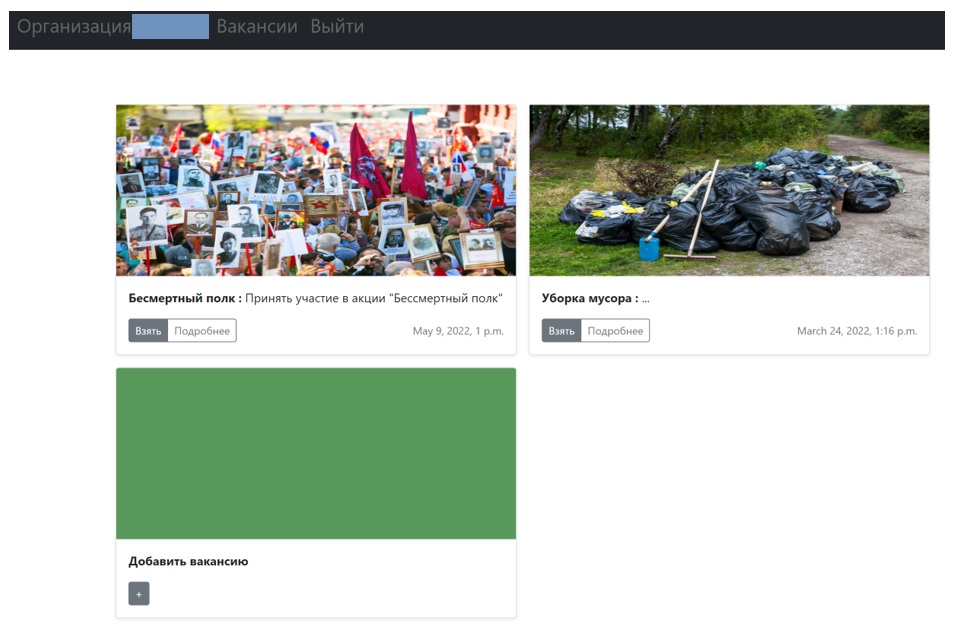 Организация Вакансии Выйти
Бесмертный полк : Принять участие в акции "Бессмертный полк"
Взять Подробнее May 9, 2022, 1 p.m.
Уборка мусора : ...
Взять Подробнее March 24, 2022, 1:16 p.m.
Добавить вакансию
+